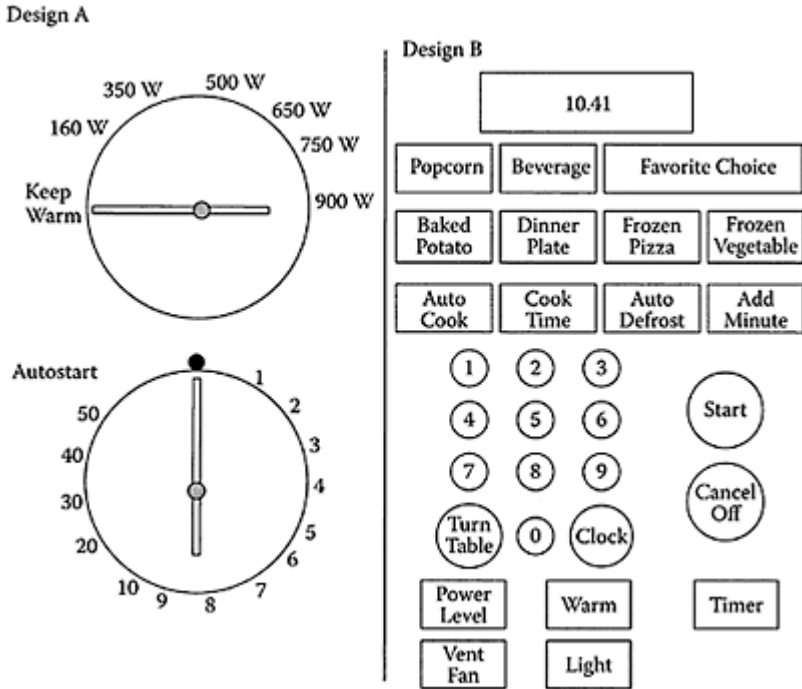 Design A
350 W
500 W
650 W
160 W
750 W
Keep
Warm
900 W
Autostart
1
2
3
4
5
6
7
8
9
10
20
30
40
50
Design B
10.41
Popcorn
Beverage
Favorite Choice
Baked
Potato
Dinner
Plate
Frozen
Pizza
Frozen
Vegetable
Auto
Cook
Cook
Time
Auto
Defrost
Add
Minute
1
2
3
4
5
6
7
8
9
Start
Cancel
Off
Turn
Table
0
Clock
Power
Level
Warm
Timer
Vent
Fan
Light